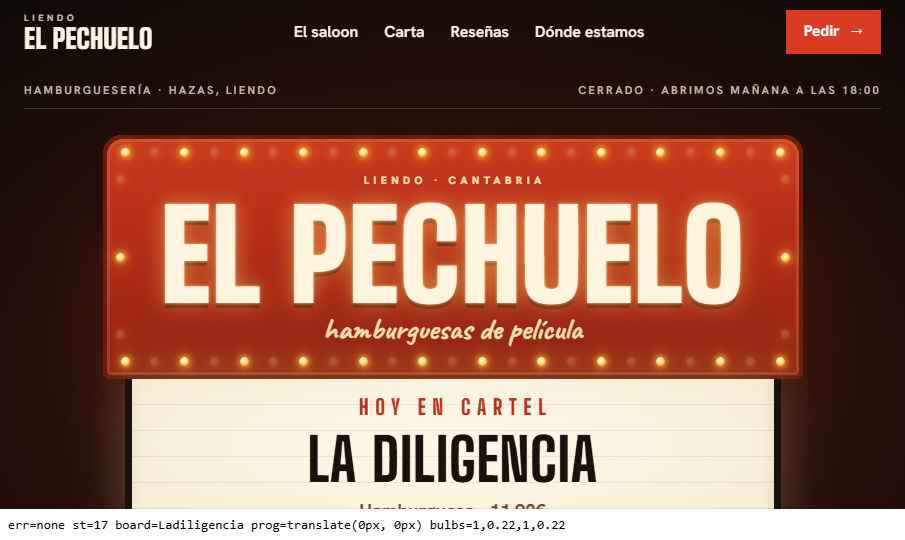 LIENDO
EL PECHUELO
El saloon Carta Reseñas Dónde estamos
Pedir →
HAMBURGUESERÍA · HAZAS, LIENDO
CERRADO · ABRIMOS MAÑANA A LAS 18:00
LIENDO · CANTABRIA
EL PECHUELO
hamburguesas de película
HOY EN CARTEL
LA DILIGENCIA
err=none st=17 board=Ladiligencia prog=translate(0px, 0px) bulbs=1,0.22,1,0.22